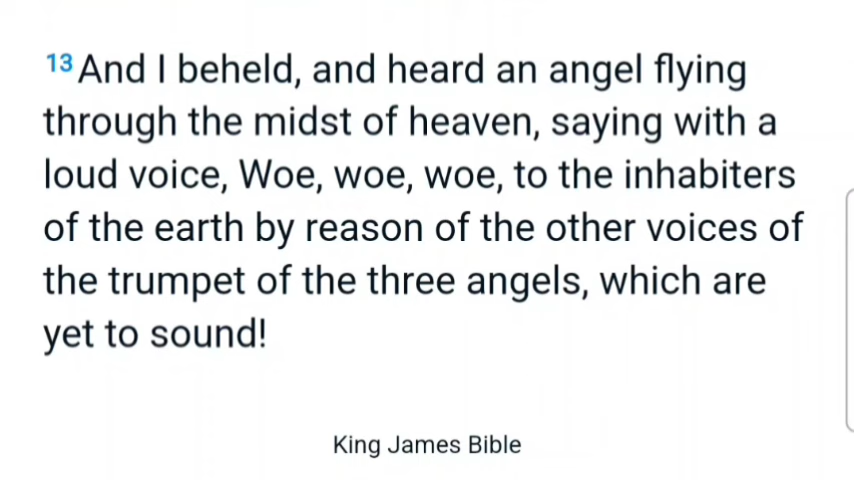 13 And I beheld, and heard an angel flying
through the midst of heaven, saying with a
loud voice, Woe, woe, woe, to the inhabiters
of the earth by reason of the other voices of
the trumpet of the three angels, which are
yet to sound!
King James Bible